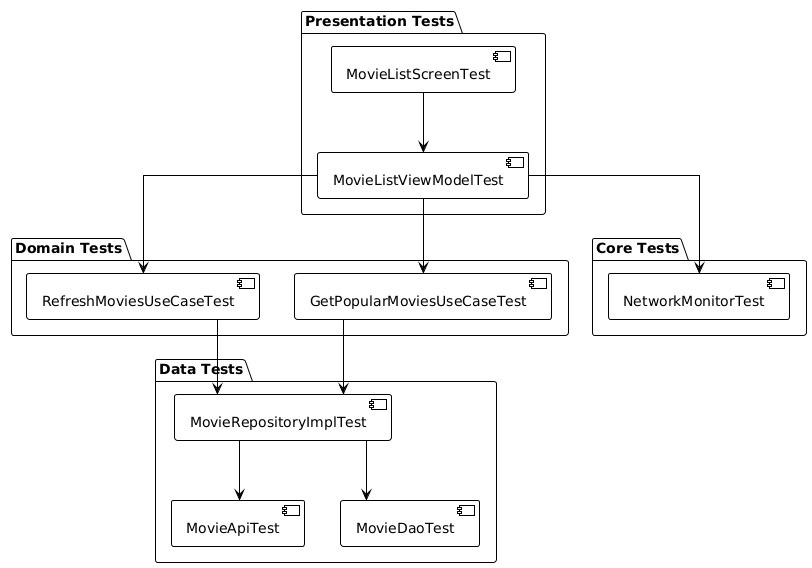 Presentation Tests
MovieListScreenTest
MovieListViewModelTest
Domain Tests
Core Tests
RefreshMoviesUseCaseTest
GetPopularMoviesUseCaseTest
NetworkMonitorTest
Data Tests
MovieRepositoryImplTest
MovieApiTest
MovieDaoTest